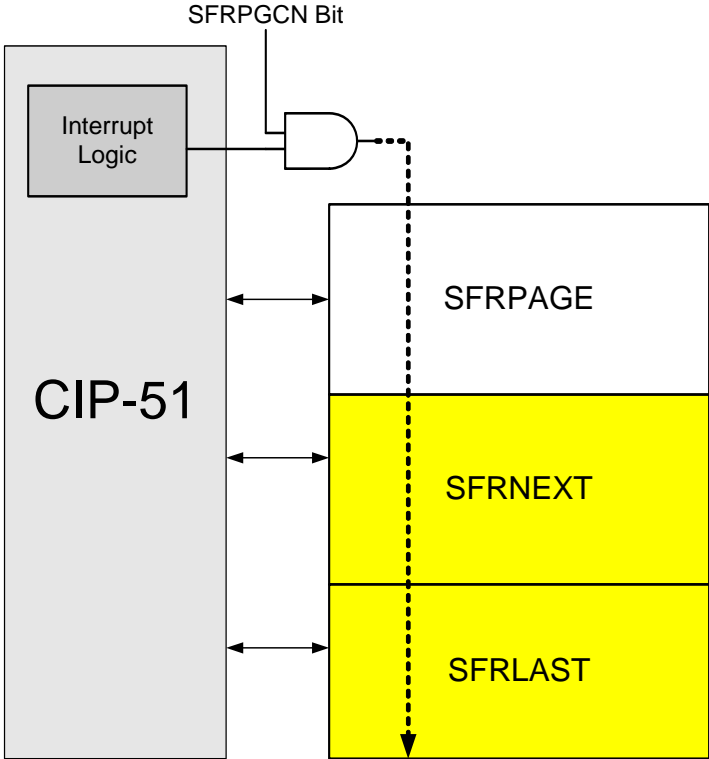 SFRPGCN Bit
Interrupt
Logic
SFRPAGE
CIP-51
SFRNEXT
SFRLAST